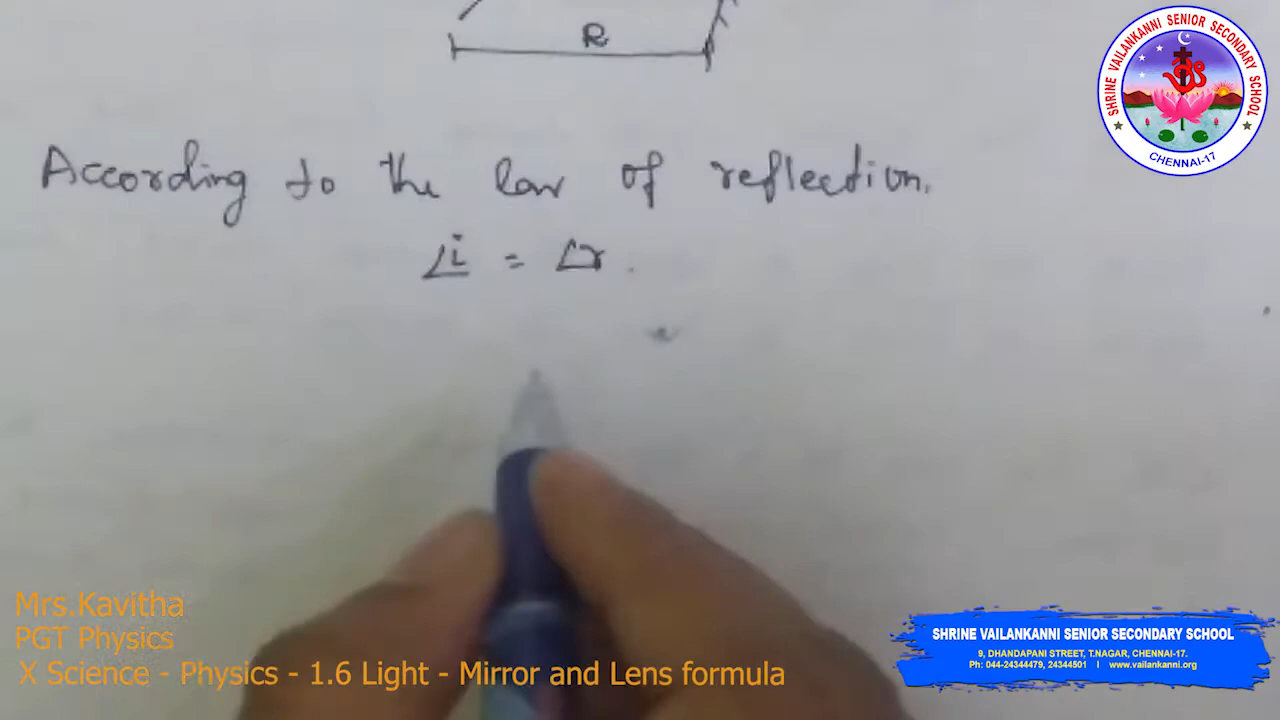 R
According to the law of reflection.
∠i = ∠r.
SHRINE VAILANKANNI SENIOR SECONDARY SCHOOL
CHENNAI-17
Mrs.Kavitha
PGT Physics
X Science - Physics - 1.6 Light - Mirror and Lens formula
SHRINE VAILANKANNI SENIOR SECONDARY SCHOOL
9, DHANDAPANI STREET, T.NAGAR, CHENNAI-17.
Ph: 044-24344479, 24344501 | www.vailankanni.org